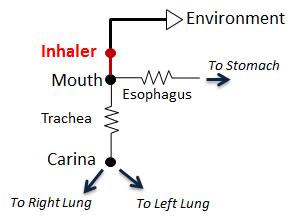 Environment
Inhaler
To Stomach
Mouth
Esophagus
Trachea
Carina
To Right Lung
To Left Lung